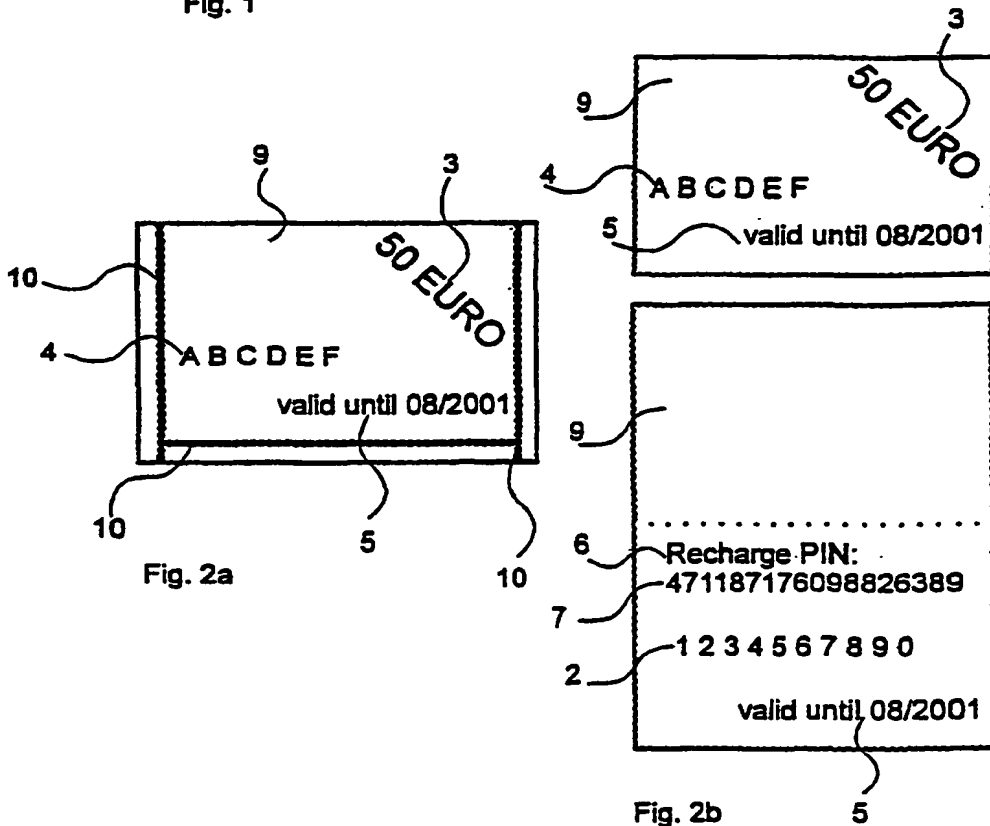 Fig. 1
3
9
50 EURO
4
A B C D E F
5
valid until 08/2001
9
3
50 EURO
10
4
A B C D E F
valid until 08/2001
10
5
10
Fig. 2a
9
6
Recharge PIN:
7
471187176098826389
2
1 2 3 4 5 6 7 8 9 0
valid until 08/2001
5
Fig. 2b